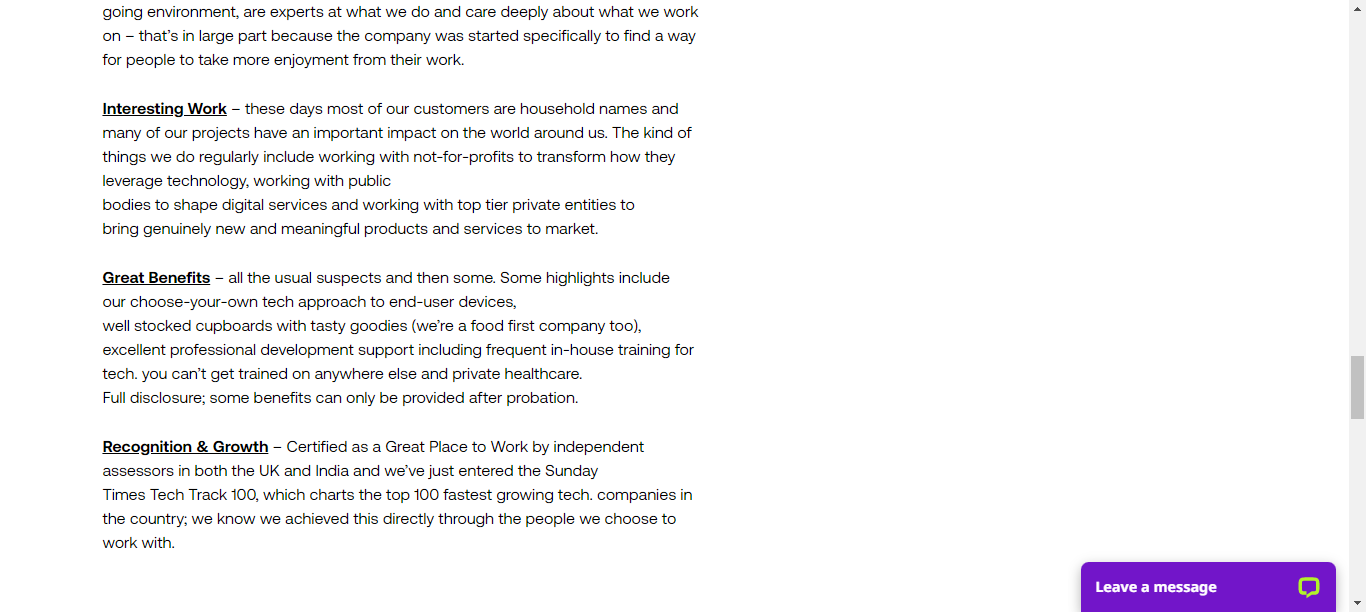 going environment, are experts at what we do and care deeply about what we work
on – that’s in large part because the company was started specifically to find a way
for people to take more enjoyment from their work.
Interesting Work – these days most of our customers are household names and
many of our projects have an important impact on the world around us. The kind of
things we do regularly include working with not-for-profits to transform how they
leverage technology, working with public
bodies to shape digital services and working with top tier private entities to
bring genuinely new and meaningful products and services to market.
Great Benefits – all the usual suspects and then some. Some highlights include
our choose-your-own tech approach to end-user devices,
well stocked cupboards with tasty goodies (we’re a food first company too),
excellent professional development support including frequent in-house training for
tech. you can’t get trained on anywhere else and private healthcare.
Full disclosure; some benefits can only be provided after probation.
Recognition & Growth – Certified as a Great Place to Work by independent
assessors in both the UK and India and we’ve just entered the Sunday
Times Tech Track 100, which charts the top 100 fastest growing tech. companies in
the country; we know we achieved this directly through the people we choose to
work with.
Leave a message